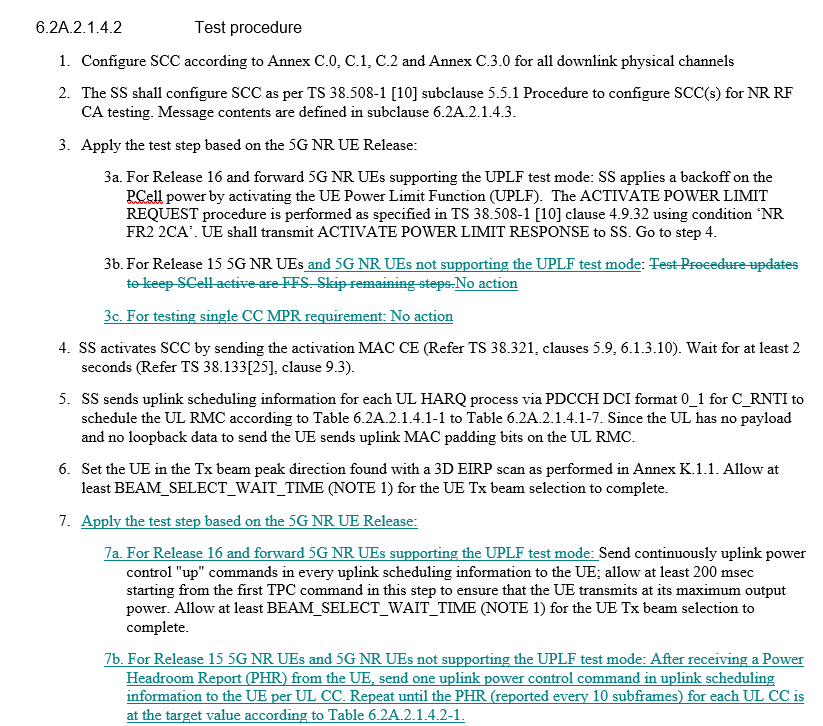 6.2A.2.1.4.2 Test procedure
1. Configure SCC according to Annex C.0, C.1, C.2 and Annex C.3.0 for all downlink physical channels
2. The SS shall configure SCC as per TS 38.508-1 [10] subclause 5.5.1 Procedure to configure SCC(s) for NR RF
CA testing. Message contents are defined in subclause 6.2A.2.1.4.3.
3. Apply the test step based on the 5G NR UE Release:
3a. For Release 16 and forward 5G NR UEs supporting the UPLF test mode: SS applies a backoff on the
PCell power by activating the UE Power Limit Function (UPLF). The ACTIVATE POWER LIMIT
REQUEST procedure is performed as specified in TS 38.508-1 [10] clause 4.9.32 using condition ‘NR
FR2 2CA’. UE shall transmit ACTIVATE POWER LIMIT RESPONSE to SS. Go to step 4.
3b. For Release 15 5G NR UEs and 5G NR UEs not supporting the UPLF test mode: Test Procedure updates
to keep SCell active are FFS. Skip remaining steps.No action
3c. For testing single CC MPR requirement: No action
4. SS activates SCC by sending the activation MAC CE (Refer TS 38.321, clauses 5.9, 6.1.3.10). Wait for at least 2
seconds (Refer TS 38.133[25], clause 9.3).
5. SS sends uplink scheduling information for each UL HARQ process via PDCCH DCI format 0_1 for C_RNTI to
schedule the UL RMC according to Table 6.2A.2.1.4.1-1 to Table 6.2A.2.1.4.1-7. Since the UL has no payload
and no loopback data to send the UE sends uplink MAC padding bits on the UL RMC.
6. Set the UE in the Tx beam peak direction found with a 3D EIRP scan as performed in Annex K.1.1. Allow at
least BEAM_SELECT_WAIT_TIME (NOTE 1) for the UE Tx beam selection to complete.
7. Apply the test step based on the 5G NR UE Release:
7a. For Release 16 and forward 5G NR UEs supporting the UPLF test mode: Send continuously uplink power
control "up" commands in every uplink scheduling information to the UE; allow at least 200 msec
starting from the first TPC command in this step to ensure that the UE transmits at its maximum output
power. Allow at least BEAM_SELECT_WAIT_TIME (NOTE 1) for the UE Tx beam selection to
complete.
7b. For Release 15 5G NR UEs and 5G NR UEs not supporting the UPLF test mode: After receiving a Power
Headroom Report (PHR) from the UE, send one uplink power control command in uplink scheduling
information to the UE per UL CC. Repeat until the PHR (reported every 10 subframes) for each UL CC is
at the target value according to Table 6.2A.2.1.4.2-1.